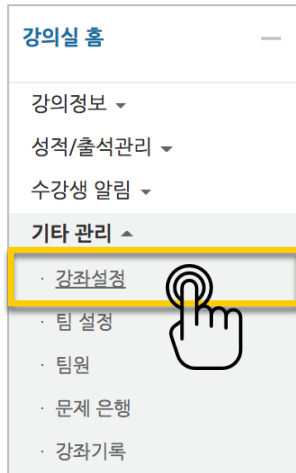 강의실 홈
강의정보
성적/출석관리
수강생 알림
기타 관리
· 강좌설정
· 팀 설정
· 팀원
· 문제 은행
· 강좌기록